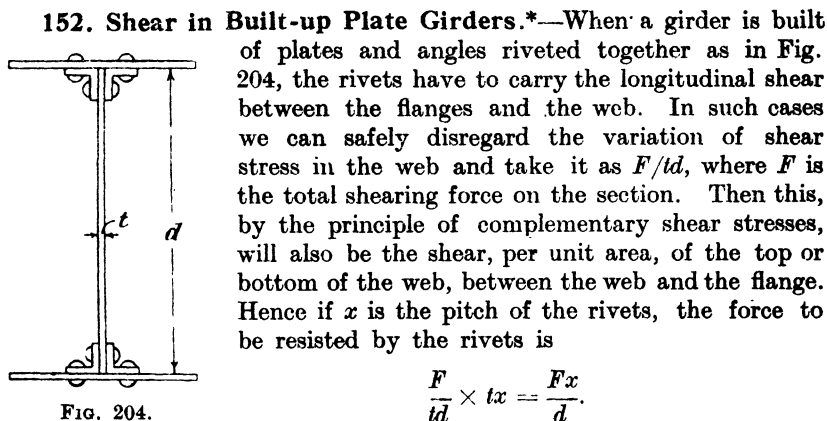 152. Shear in Built-up Plate Girders.*—When a girder is built
of plates and angles riveted together as in Fig.
204, the rivets have to carry the longitudinal shear
between the flanges and the web. In such cases
we can safely disregard the variation of shear
stress in the web and take it as F/td, where F is
the total shearing force on the section. Then this,
by the principle of complementary shear stresses,
will also be the shear, per unit area, of the top or
bottom of the web, between the web and the flange.
Hence if x is the pitch of the rivets, the force to
be resisted by the rivets is
F/td × tx = Fx/d.
t
d
FIG. 204.